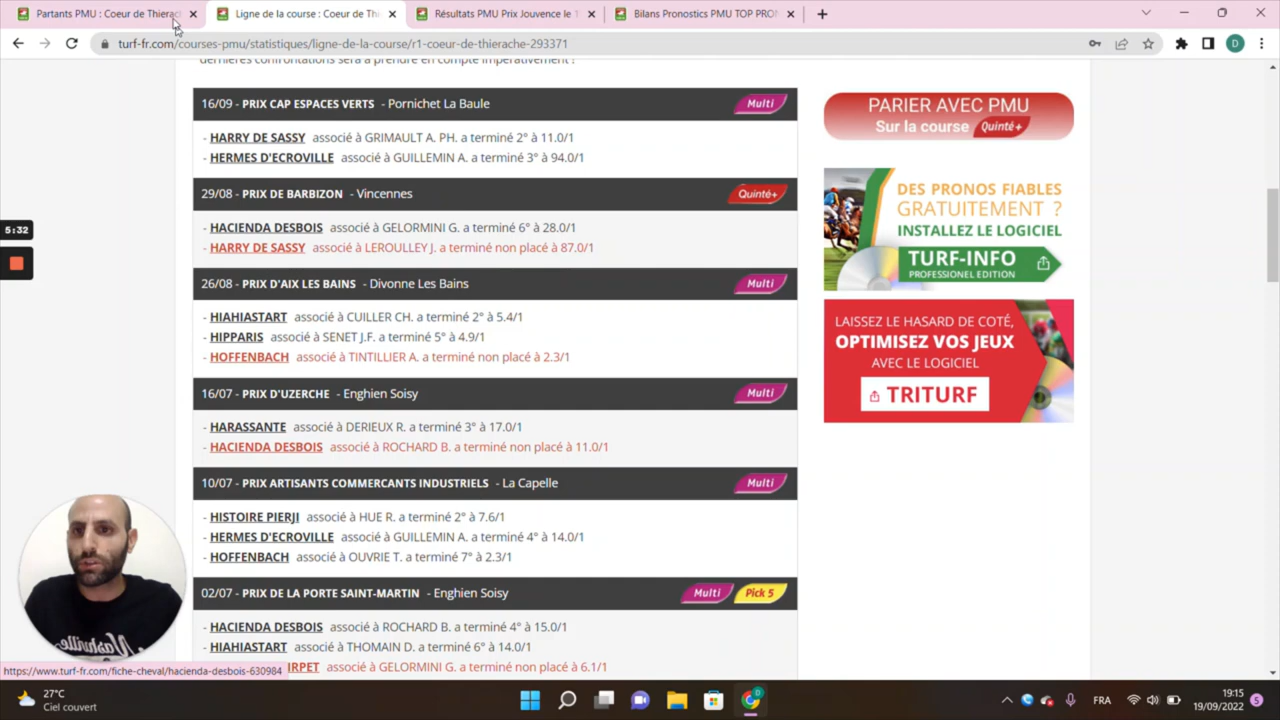 Partants PMU : Coeur de Thierac
Ligne de la course : Coeur de Thi
Résultats PMU Prix Jouvence le 1
Bilans Pronostics PMU TOP PRON
turf-fr.com/courses-pmu/statistiques/ligne-de-la-course/r1-coeur-de-thierache-293371
D
dernières confrontations sera à prendre en compte impérativement !
16/09 - PRIX CAP ESPACES VERTS - Pornichet La Baule Multi
- HARRY DE SASSY associé à GRIMAULT A. PH. a terminé 2° à 11.0/1
- HERMES D'ECROVILLE associé à GUILLEMIN A. a terminé 3° à 94.0/1
29/08 - PRIX DE BARBIZON - Vincennes Quinté+
- HACIENDA DESBOIS associé à GELORMINI G. a terminé 6° à 28.0/1
- HARRY DE SASSY associé à LEROULLEY J. a terminé non placé à 87.0/1
26/08 - PRIX D'AIX LES BAINS - Divonne Les Bains Multi
- HIAHIASTART associé à CUILLER CH. a terminé 2° à 5.4/1
- HIPPARIS associé à SENET J.F. a terminé 5° à 4.9/1
- HOFFENBACH associé à TINTILLIER A. a terminé non placé à 2.3/1
16/07 - PRIX D'UZERCHE - Enghien Soisy Multi
- HARASSANTE associé à DERIEUX R. a terminé 3° à 17.0/1
- HACIENDA DESBOIS associé à ROCHARD B. a terminé non placé à 11.0/1
10/07 - PRIX ARTISANTS COMMERCANTS INDUSTRIELS - La Capelle Multi
- HISTOIRE PIERJI associé à HUE R. a terminé 2° à 7.6/1
- HERMES D'ECROVILLE associé à GUILLEMIN A. a terminé 4° à 14.0/1
- HOFFENBACH associé à OUVRIE T. a terminé 7° à 2.3/1
02/07 - PRIX DE LA PORTE SAINT-MARTIN - Enghien Soisy Multi Pick 5
- HACIENDA DESBOIS associé à ROCHARD B. a terminé 4° à 15.0/1
- HIAHIASTART associé à THOMAIN D. a terminé 6° à 14.0/1
IRPET associé à GELORMINI G. a terminé non placé à 6.1/1
PARIER AVEC PMU
Sur la course Quinté+
DES PRONOS FIABLES
GRATUITEMENT ?
INSTALLEZ LE LOGICIEL
TURF-INFO
PROFESSIONEL EDITION
LAISSEZ LE HASARD DE COTÉ,
OPTIMISEZ VOS JEUX
AVEC LE LOGICIEL
TRITURF
5:32
Nashville
https://www.turf-fr.com/fiche-cheval/hacienda-desbois-630984
27°C
Ciel couvert
D
FRA
19:15
19/09/2022
5